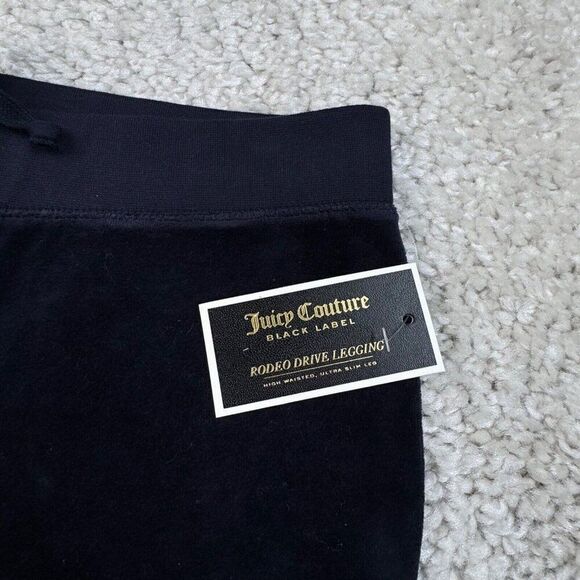 Juicy Couture
BLACK LABEL
RODEO DRIVE LEGGING
HIGH WAISTED, ULTRA SLIM LEG